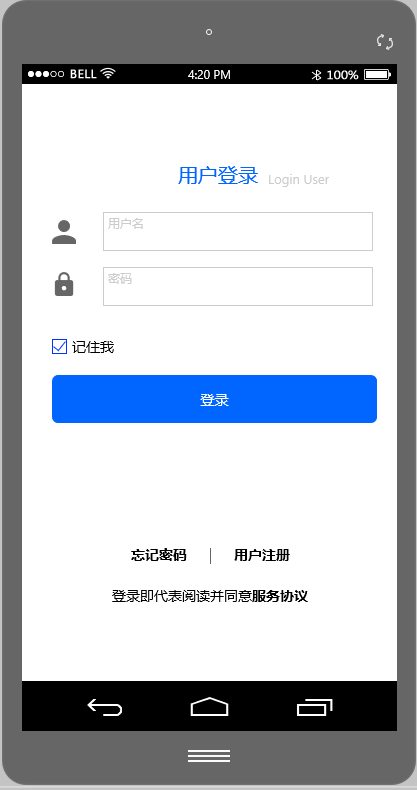 BELL 4:20 PM 100%
用户登录 Login User
用户名
密码
记住我
登录
忘记密码 | 用户注册
登录即代表阅读并同意服务协议